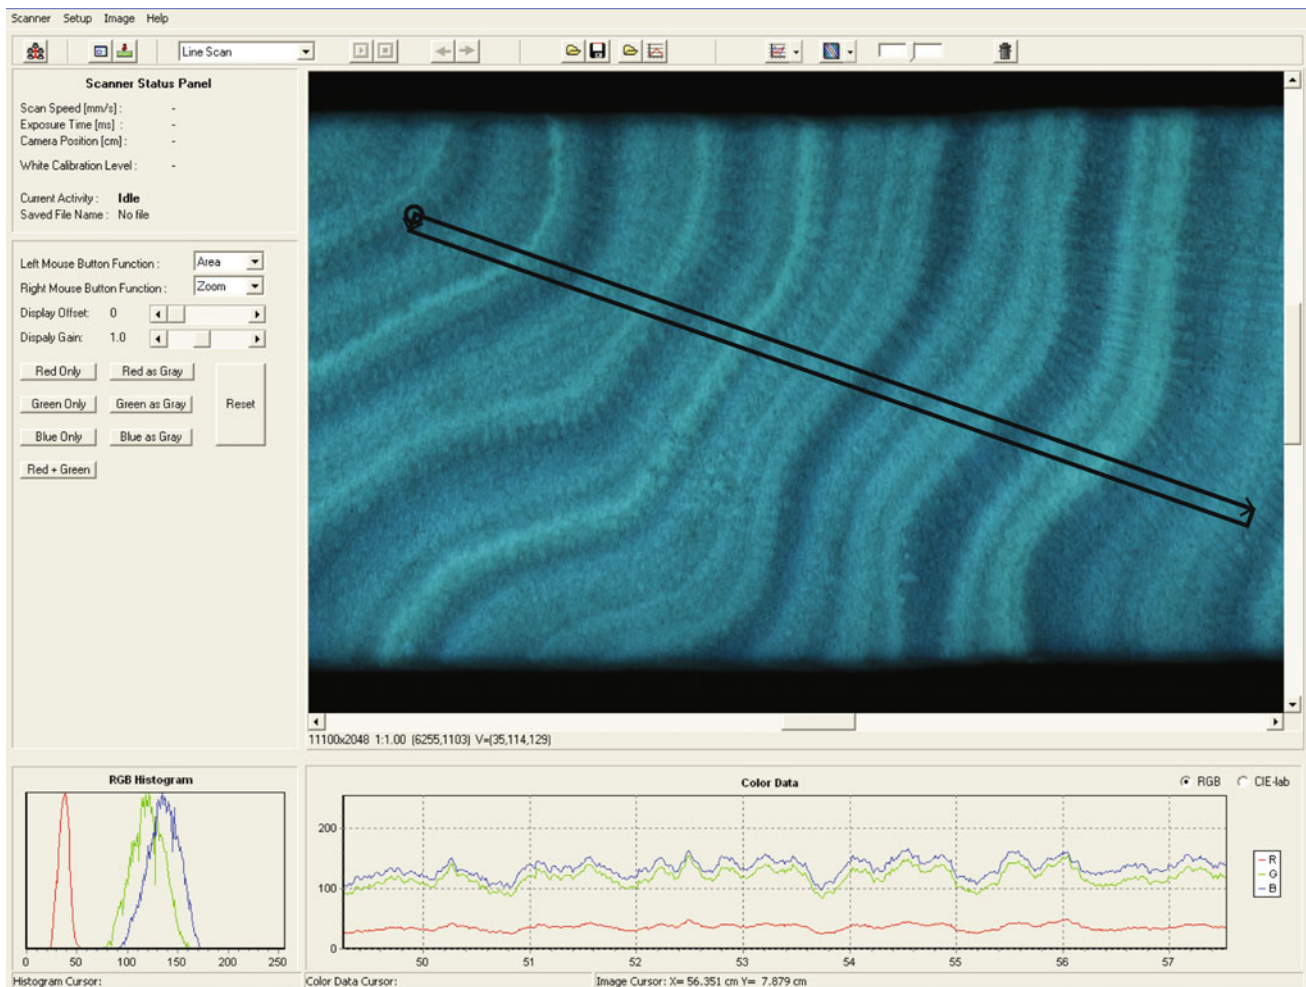 Scanner Setup Image Help
Line Scan
Scanner Status Panel
Scan Speed [mm/s] : -
Exposure Time [ms] : -
Camera Position [cm] : -
White Calibration Level : -
Current Activity : Idle
Saved File Name : No file
Left Mouse Button Function : Area
Right Mouse Button Function : Zoom
Display Offset: 0
Dispaly Gain: 1.0
Red Only Red as Gray
Green Only Green as Gray Reset
Blue Only Blue as Gray
Red + Green
11100x2048 1:1.00 (6255,1103) V=(35,114,129)
RGB Histogram
0 50 100 150 200 250
Histogram Cursor:
Color Data
RGB CIE-lab
200
100
0
50 51 52 53 54 55 56 57
R
G
B
Color Data Cursor:
Image Cursor: X= 56.351 cm Y= 7.879 cm